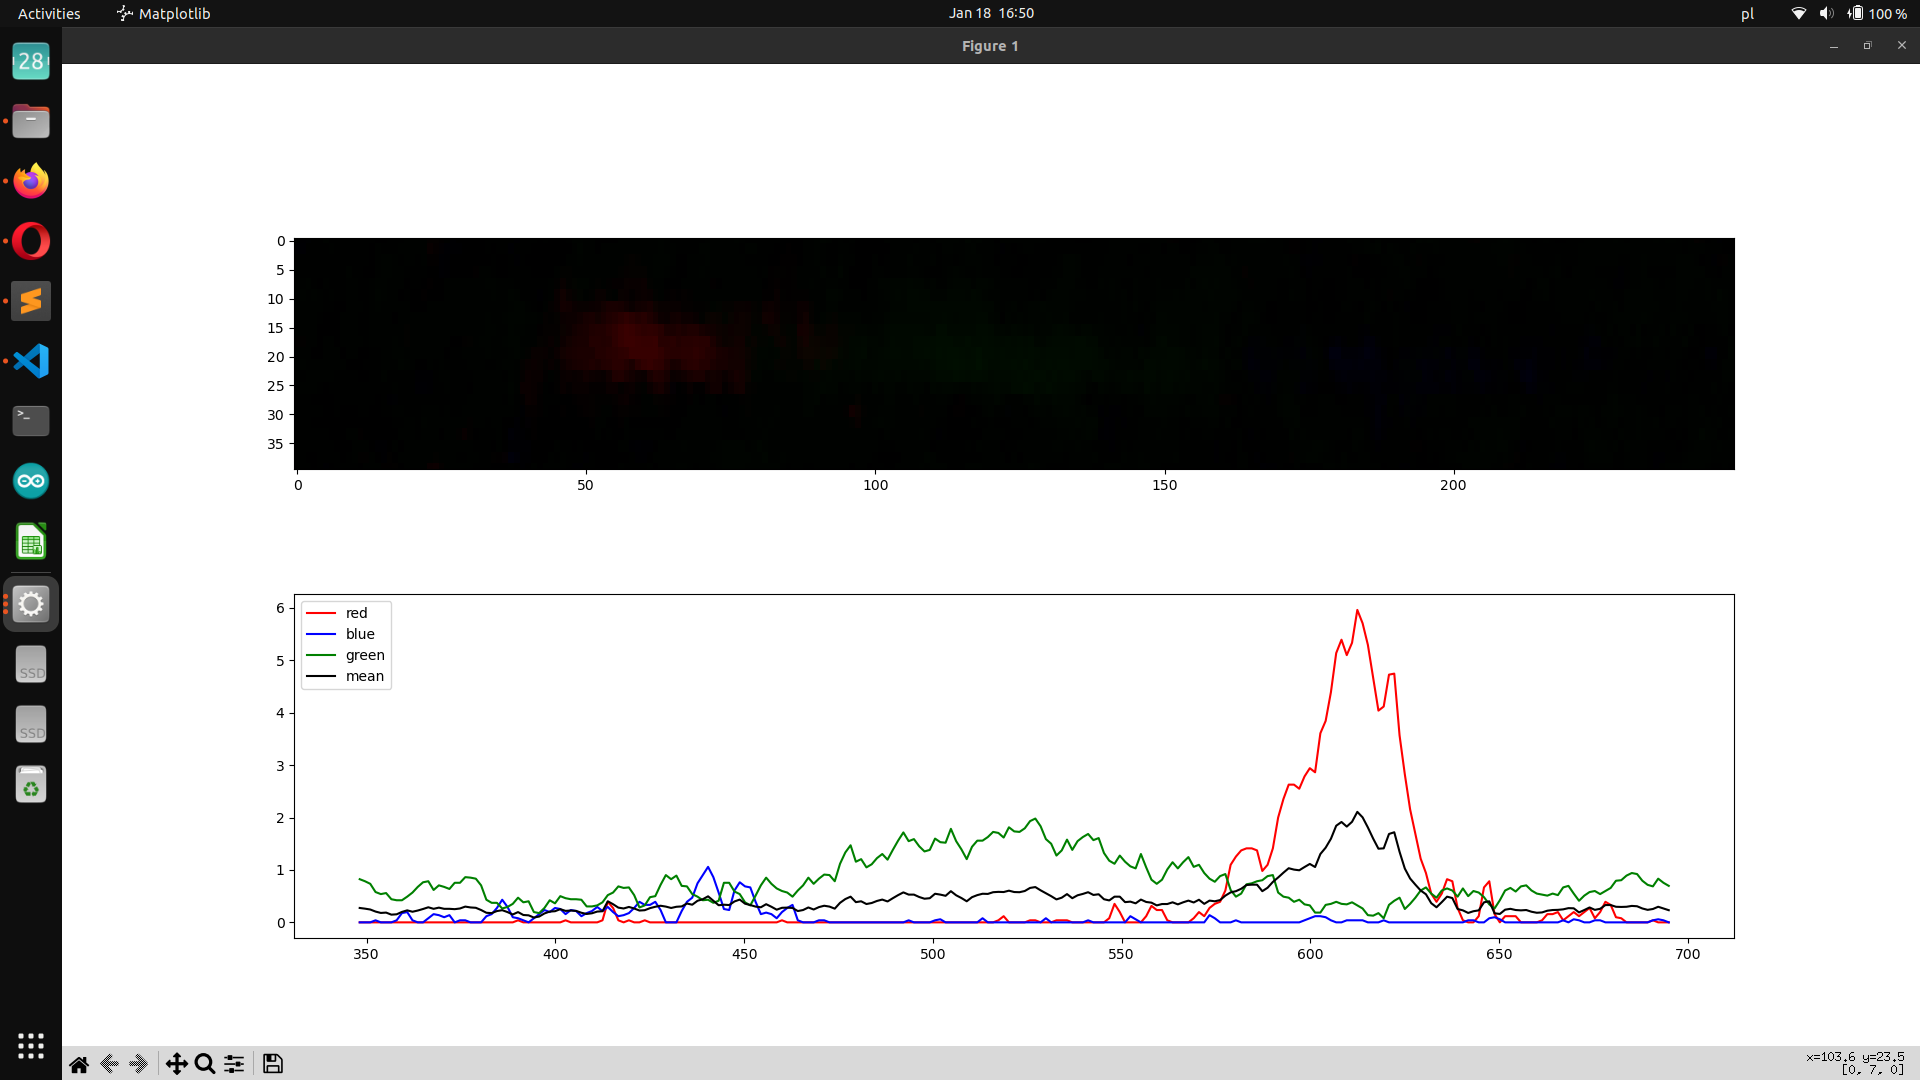 Activities
Matplotlib
Jan 18 16:50
pl
100 %
Figure 1
28
0
5
10
15
20
25
30
35
0 50 100 150 200
>_
red
blue
green
mean
6
5
4
3
2
1
0
350 400 450 500 550 600 650 700
SSD
SSD
x=103.6 y=23.5
[0, 7, 0]